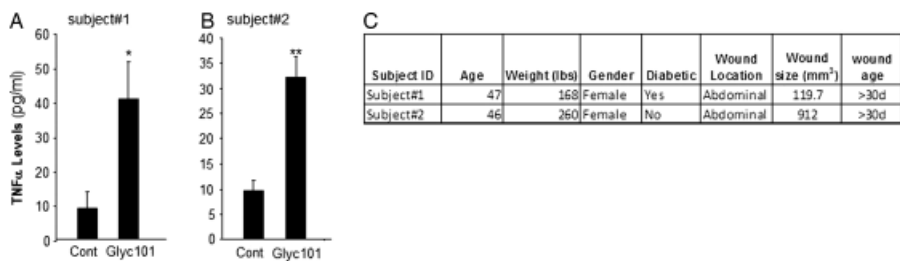 A subject#1
TNFα Levels (pg/ml)
60
50
40
30
20
10
0
*
Cont Glyc101
B subject#2
40
35
30
25
20
15
10
5
0
**
Cont Glyc101
C
Subject ID Age Weight (lbs) Gender Diabetic Wound Location Wound size (mm³) wound age
Subject#1 47 168 Female Yes Abdominal 119.7 >30d
Subject#2 46 260 Female No Abdominal 912 >30d